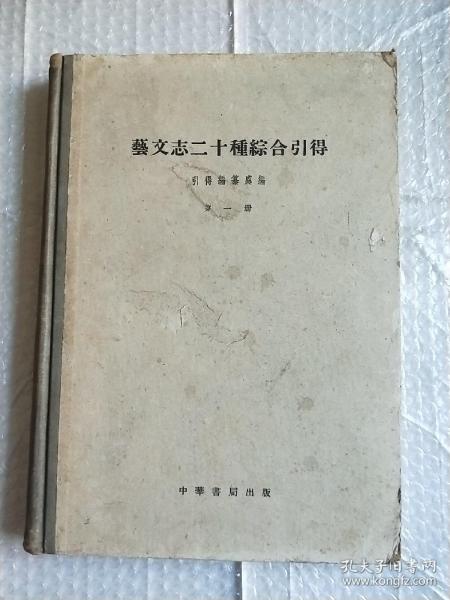 藝文志二十種綜合引得
引得編纂處編
第一册
中華書局出版
孔夫子旧书网
www.kongfz.com